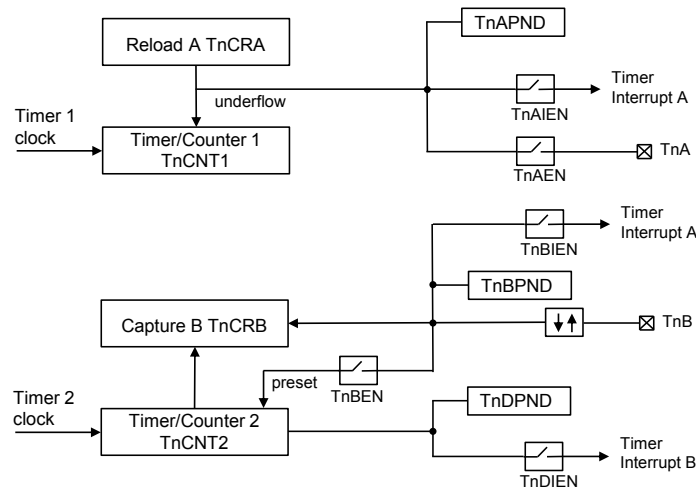 Reload A TnCRA
TnAPND
underflow
TnAIEN
Timer
Interrupt A
Timer 1
clock
Timer/Counter 1
TnCNT1
TnAEN
TnA
TnBIEN
Timer
Interrupt A
TnBPND
Capture B TnCRB
TnB
preset
TnBEN
Timer 2
clock
Timer/Counter 2
TnCNT2
TnDPND
TnDIEN
Timer
Interrupt B